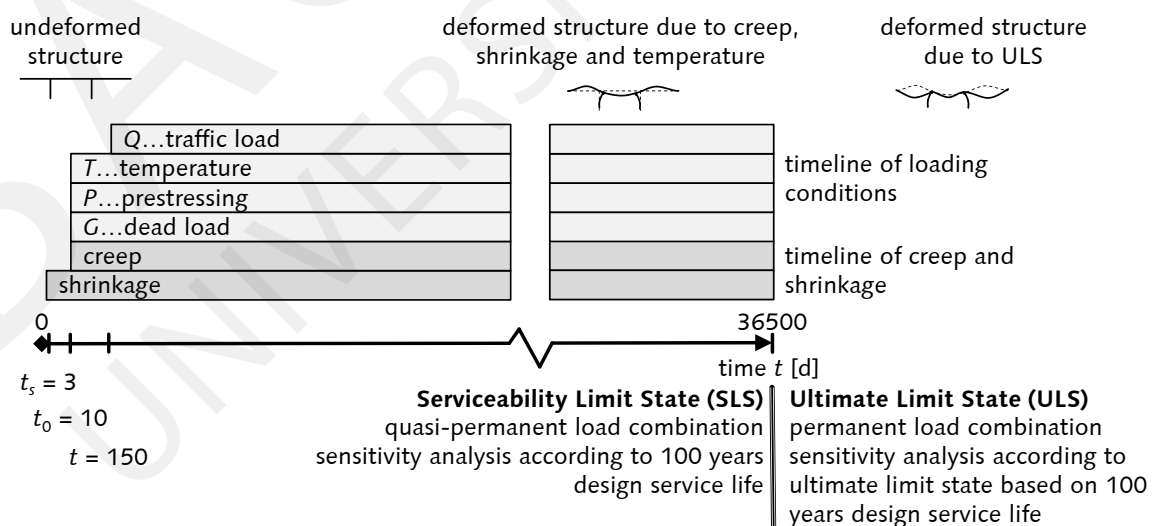 undeformed
structure
deformed structure due to creep,
shrinkage and temperature
deformed structure
due to ULS
Q…traffic load
T…temperature
P…prestressing
G…dead load
creep
shrinkage
timeline of loading
conditions
timeline of creep and
shrinkage
0
36500
time t [d]
tₛ = 3
t₀ = 10
t = 150
Serviceability Limit State (SLS)
quasi-permanent load combination
sensitivity analysis according to 100 years
design service life
Ultimate Limit State (ULS)
permanent load combination
sensitivity analysis according to
ultimate limit state based on 100
years design service life